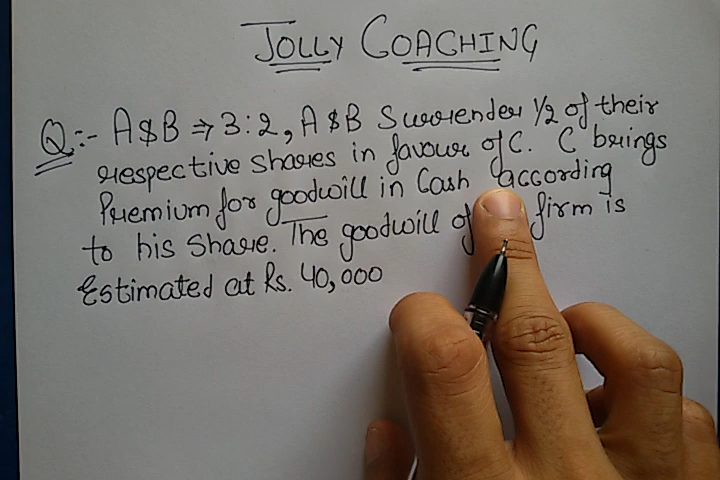 JOLLY COACHING
Q:- A$B ⇒ 3:2, A $B Surrender 1/2 of their
respective shares in favour of C. C brings
Premium for goodwill in Cash according
to his Share. The goodwill of firm is
Estimated at Rs. 40,000